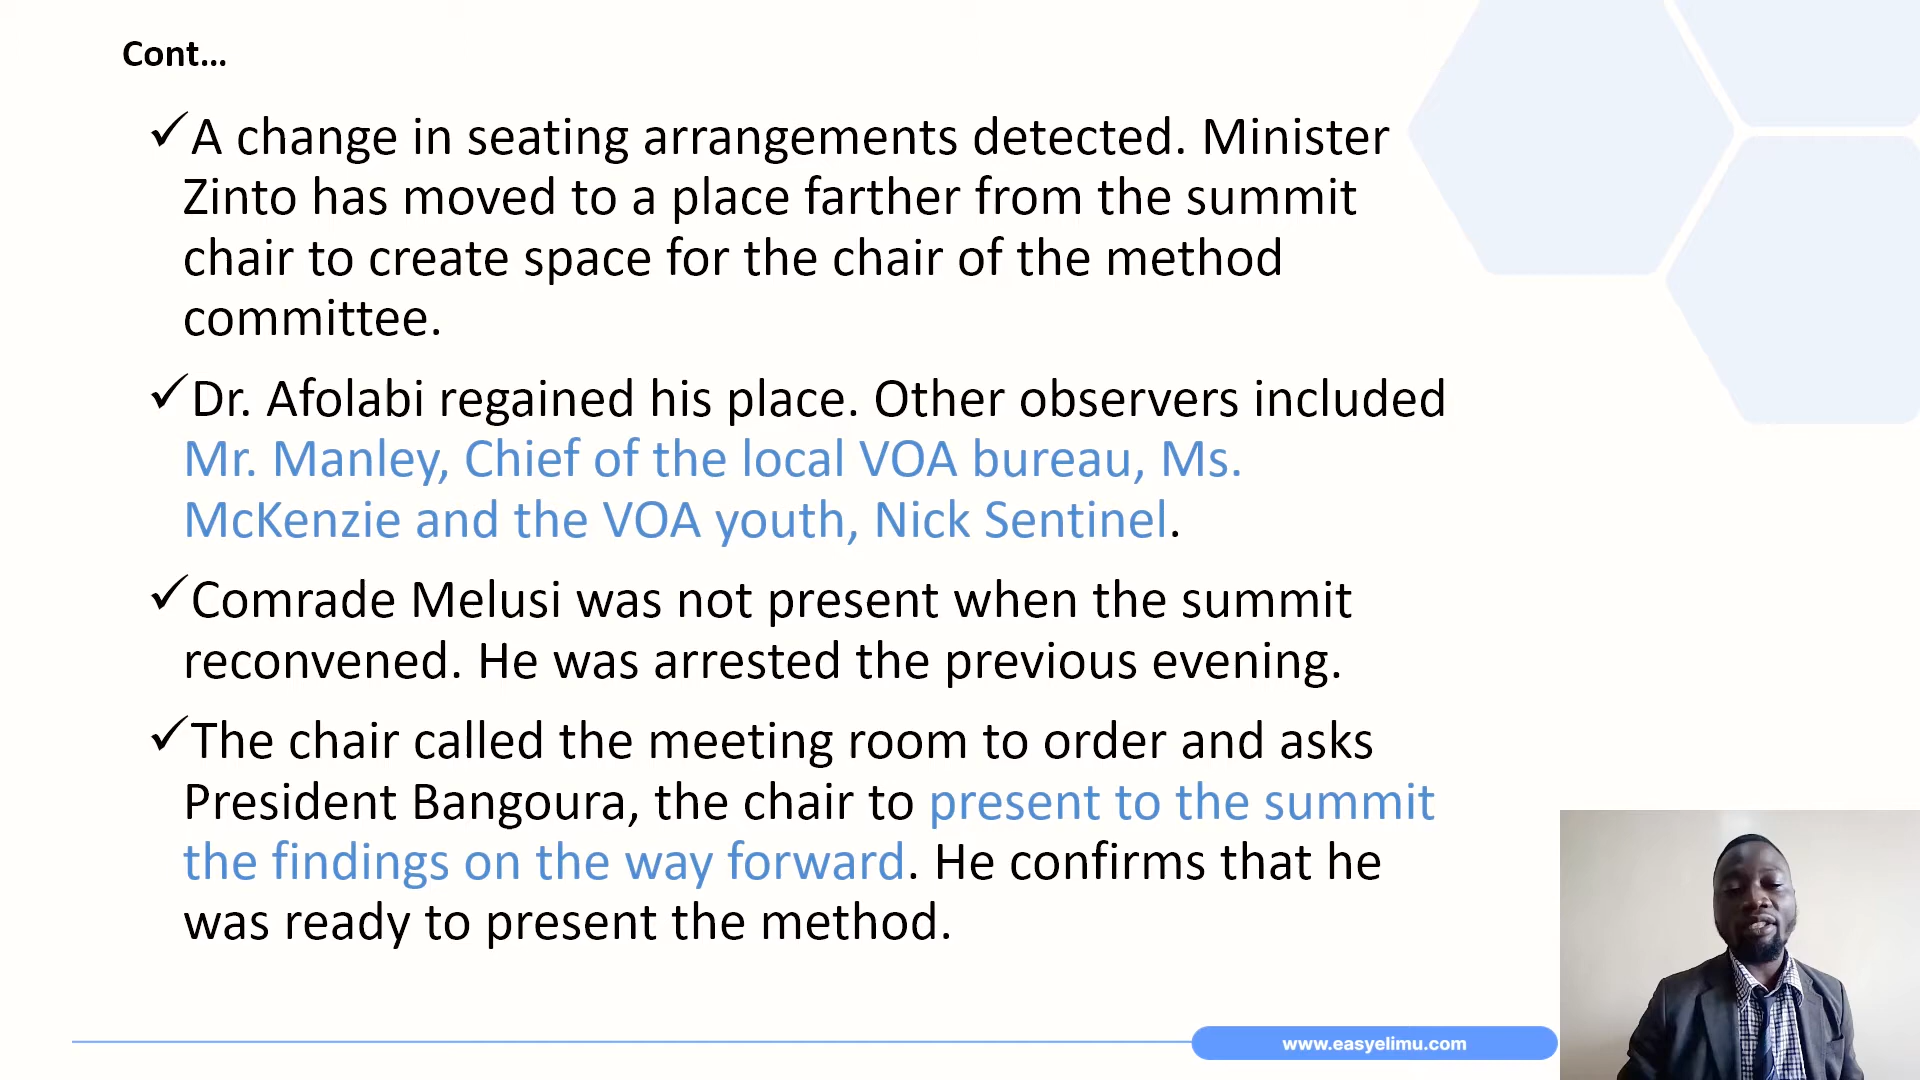 Cont...
✓A change in seating arrangements detected. Minister
Zinto has moved to a place farther from the summit
chair to create space for the chair of the method
committee.
✓Dr. Afolabi regained his place. Other observers included
Mr. Manley, Chief of the local VOA bureau, Ms.
McKenzie and the VOA youth, Nick Sentinel.
✓Comrade Melusi was not present when the summit
reconvened. He was arrested the previous evening.
✓The chair called the meeting room to order and asks
President Bangoura, the chair to present to the summit
the findings on the way forward. He confirms that he
was ready to present the method.
www.easyelimu.com